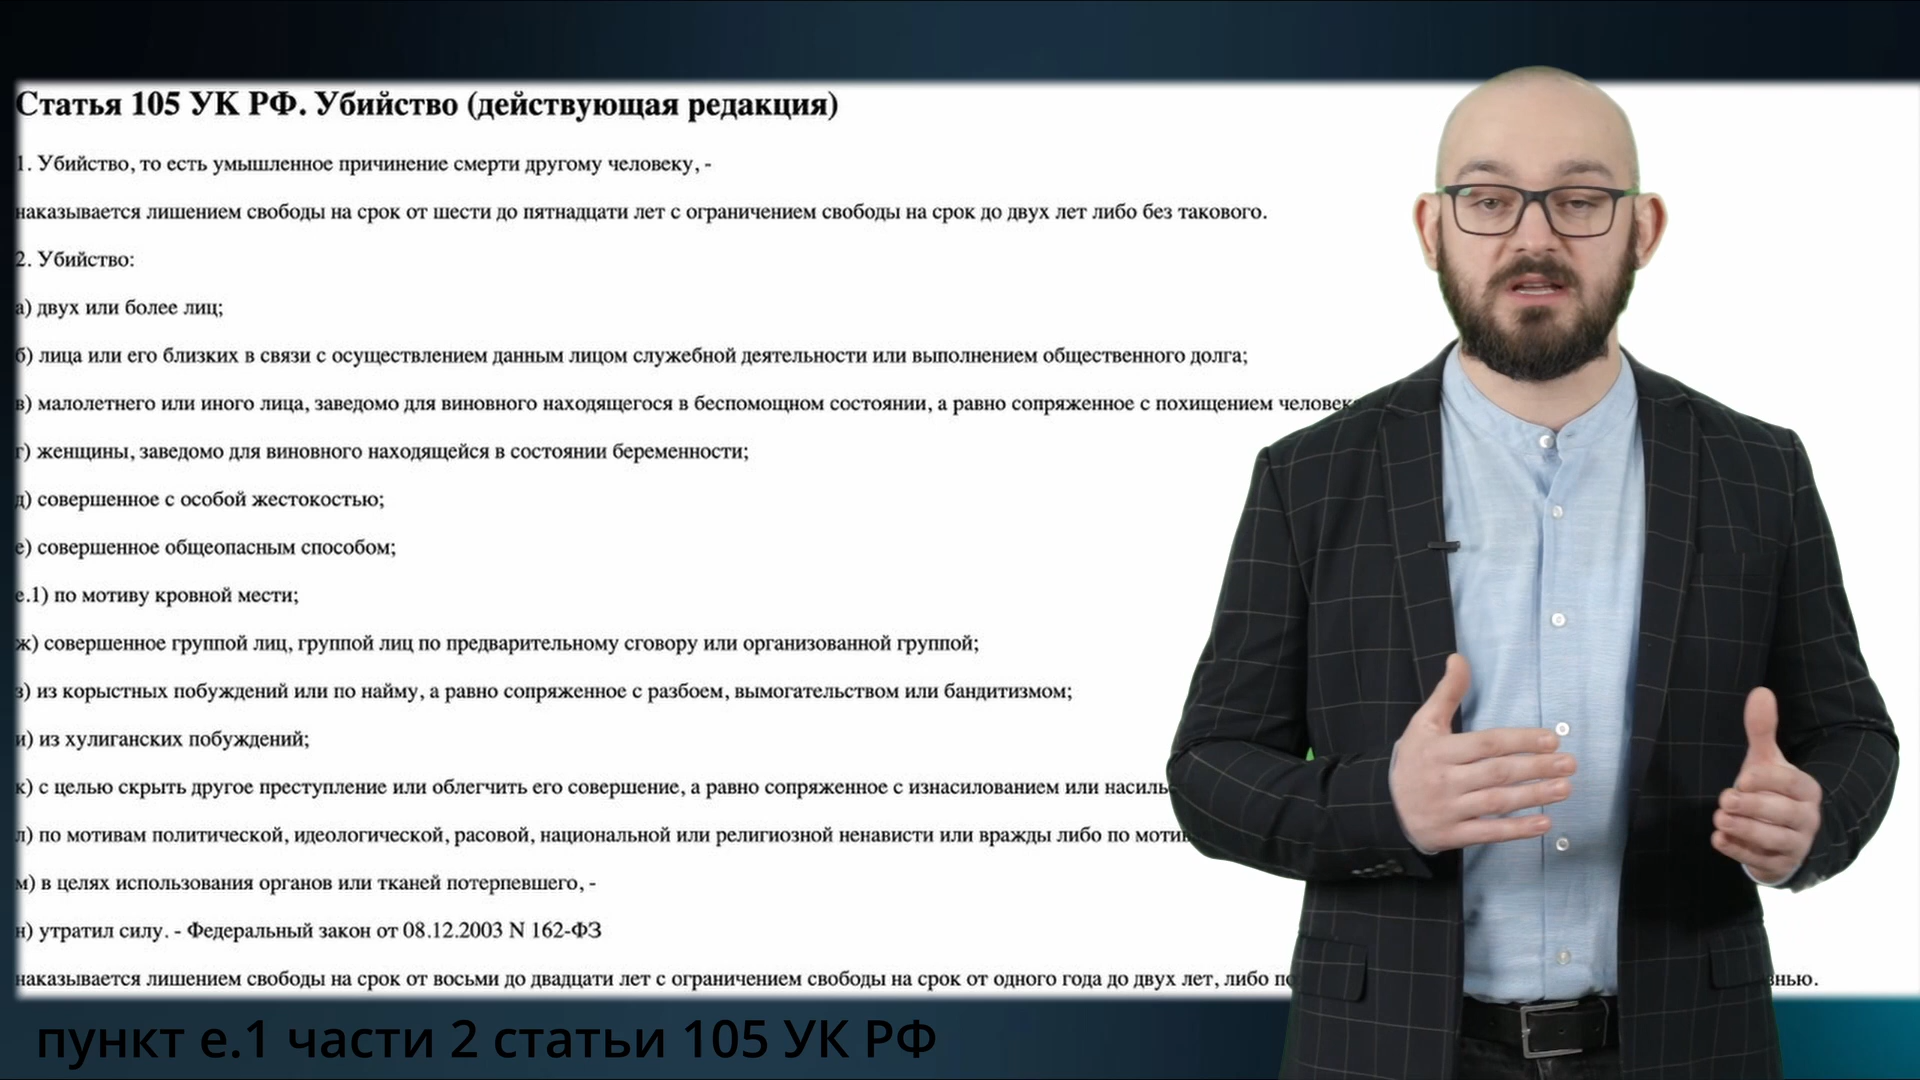 Статья 105 УК РФ. Убийство (действующая редакция)
1. Убийство, то есть умышленное причинение смерти другому человеку, -
наказывается лишением свободы на срок от шести до пятнадцати лет с ограничением свободы на срок до двух лет либо без такового.
2. Убийство:
а) двух или более лиц;
б) лица или его близких в связи с осуществлением данным лицом служебной деятельности или выполнением общественного долга;
в) малолетнего или иного лица, заведомо для виновного находящегося в беспомощном состоянии, а равно сопряженное с похищением
г) женщины, заведомо для виновного находящейся в состоянии беременности;
д) совершенное с особой жестокостью;
е) совершенное общеопасным способом;
е.1) по мотиву кровной мести;
ж) совершенное группой лиц, группой лиц по предварительному сговору или организованной группой;
з) из корыстных побуждений или по найму, а равно сопряженное с разбоем, вымогательством или бандитизмом;
и) из хулиганских побуждений;
к) с целью скрыть другое преступление или облегчить его совершение, а равно сопряженное с изнасилованием или
л) по мотивам политической, идеологической, расовой, национальной или религиозной ненависти или вражды либо по
м) в целях использования органов или тканей потерпевшего, -
н) утратил силу. - Федеральный закон от 08.12.2003 N 162-ФЗ
наказывается лишением свободы на срок от восьми до двадцати лет с ограничением свободы на срок от одного года до двух лет, либо
пункт е.1 части 2 статьи 105 УК РФ